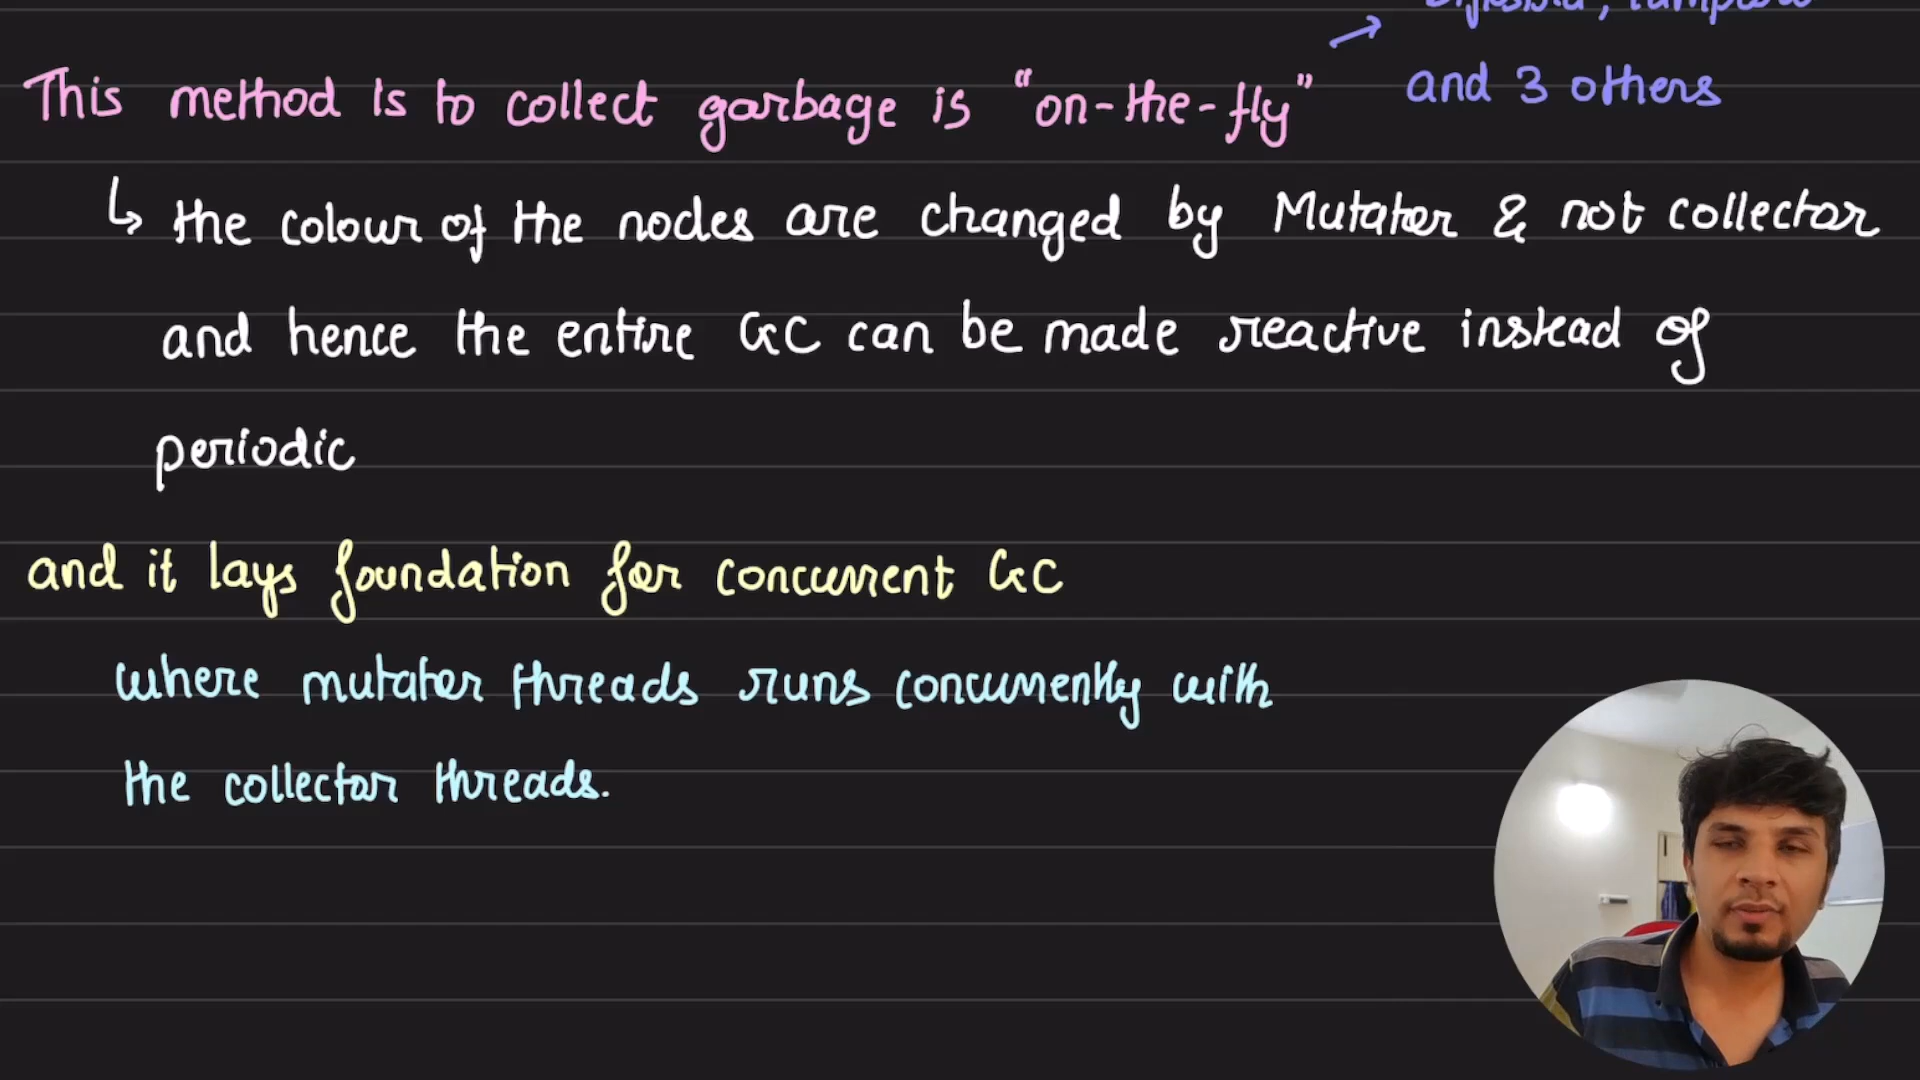 and 3 others
This method is to collect garbage is "on-the-fly"
↳ the colour of the nodes are changed by Mutator & not collector
and hence the entire GC can be made reactive instead of
periodic
and it lays foundation for concurrent GC
where mutator threads runs concurrently with
the collector threads.